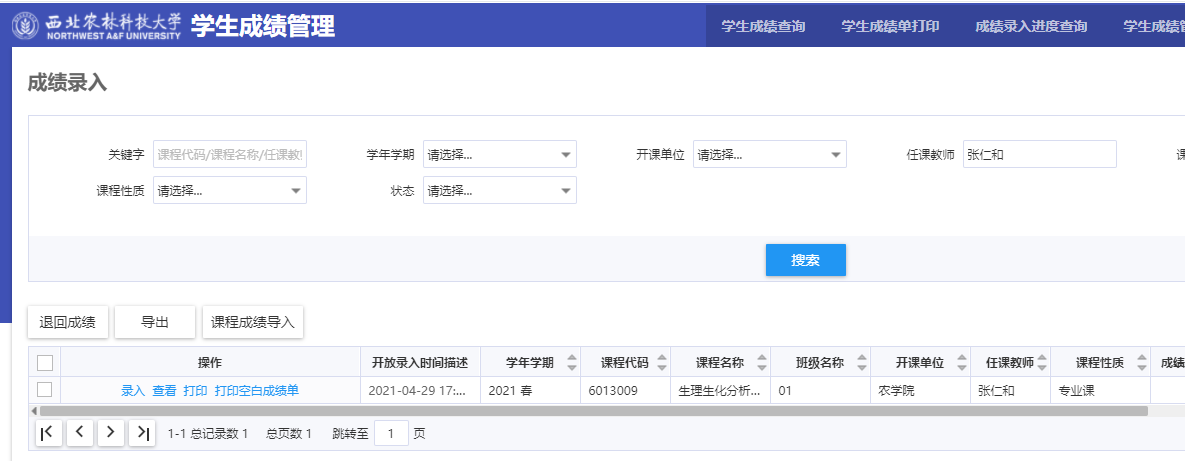 西北农林科技大学 学生成绩管理 学生成绩查询 学生成绩单打印 成绩录入进度查询 学生成绩
NORTHWEST A&F UNIVERSITY
成绩录入
关键字 课程代码/课程名称/任课教 学年学期 请选择... 开课单位 请选择... 任课教师 张仁和
课程性质 请选择... 状态 请选择...
搜索
退回成绩 导出 课程成绩导入
操作 开放录入时间描述 学年学期 课程代码 课程名称 班级名称 开课单位 任课教师 课程性质 成绩
录入 查看 打印 打印空白成绩单 2021-04-29 17:... 2021 春 6013009 生理生化分析... 01 农学院 张仁和 专业课
1-1 总记录数 1 总页数 1 跳转至 1 页